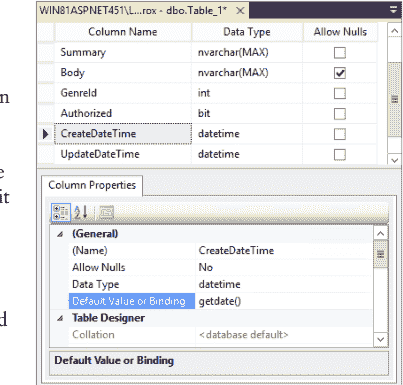 WIN81ASPNET451\L...rox - dbo.Table_1*
Column Name Data Type Allow Nulls
Summary nvarchar(MAX)
Body nvarchar(MAX)
GenreId int
Authorized bit
CreateDateTime datetime
UpdateDateTime datetime
Column Properties
(General)
(Name) CreateDateTime
Allow Nulls No
Data Type datetime
Default Value or Binding getdate()
Table Designer
Collation <database default>
Default Value or Binding